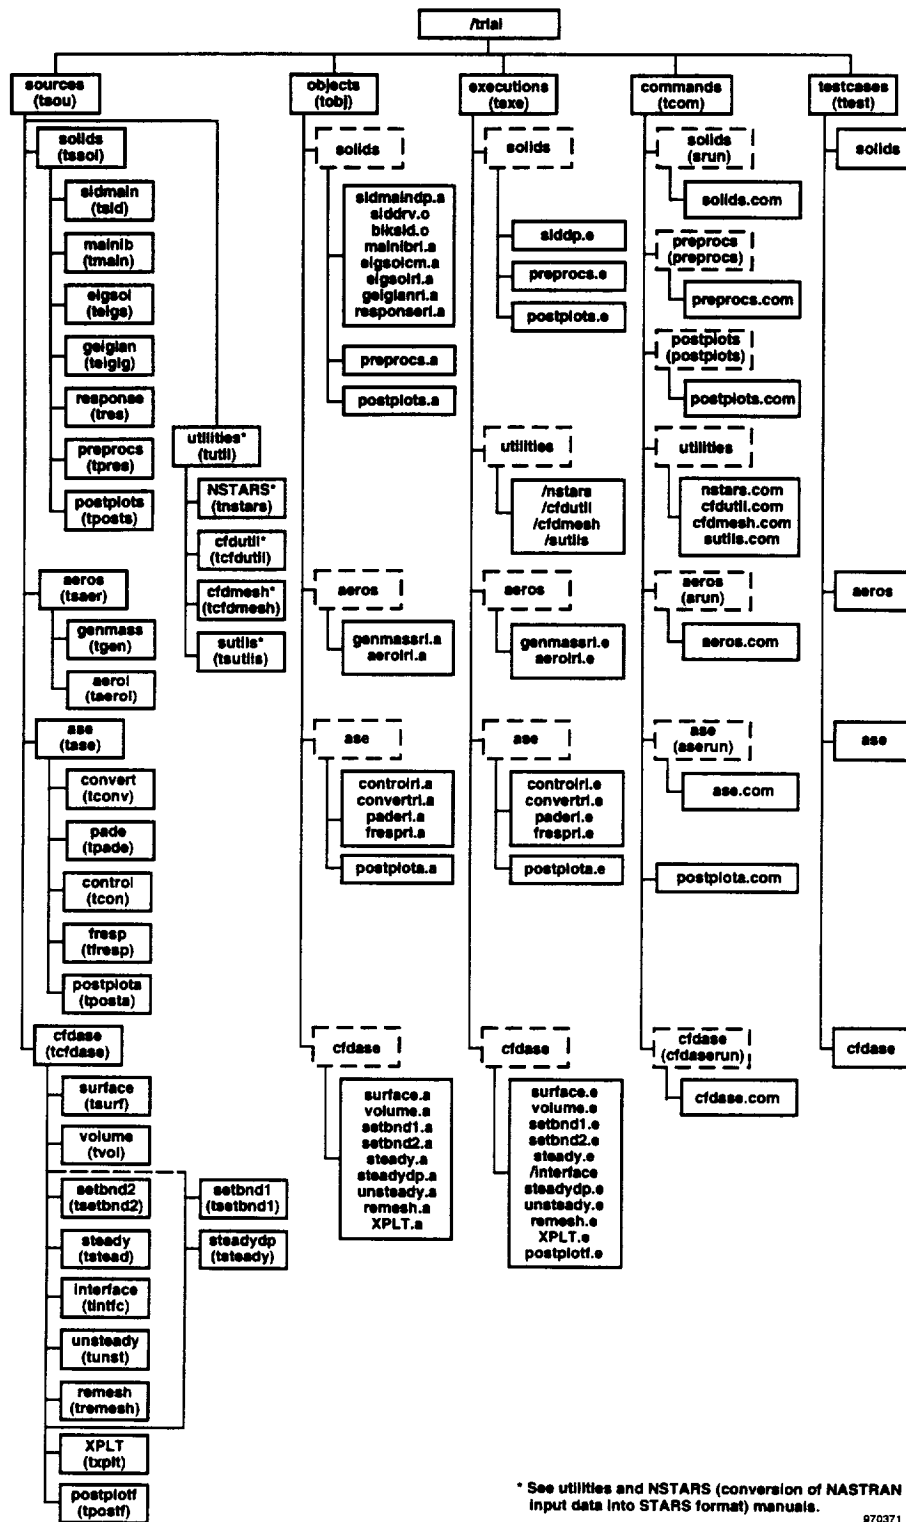 /trial
sources
(tsou)
objects
(tobj)
executions
(texe)
commands
(tcom)
testcases
(ttest)
solids
(tssol)
sldmain
(tsld)
mainlb
(tmain)
eigsol
(teigs)
geiglan
(teiglg)
response
(tres)
preprocs
(tpres)
postplots
(tposts)
utilities*
(tutil)
NSTARS*
(tnstars)
cfdutil*
(tcfdutil)
cfdmesh*
(tcfdmesh)
sutils*
(tsutils)
aeros
(tsaer)
genmass
(tgen)
aerol
(taerol)
ase
(tase)
convert
(tconv)
pade
(tpade)
control
(tcon)
fresp
(tfresp)
postplota
(tposta)
cfdase
(tcfdase)
surface
(tsurf)
volume
(tvol)
setbnd2
(tsetbnd2)
setbnd1
(tsetbnd1)
steady
(tstead)
steadydp
(tsteady)
interface
(tintfc)
unsteady
(tunst)
remesh
(tremesh)
XPLT
(txplt)
postplotf
(tpostf)
solids
sldmaindp.a
slddrv.o
blksld.o
mainlbrl.a
eigsolcm.a
eigsolrl.a
geiglanrl.a
responserl.a
preprocs.a
postplots.a
aeros
genmassrl.a
aerolrl.a
ase
controlrl.a
convertrl.a
paderl.a
fresprl.a
postplota.a
cfdase
surface.a
volume.a
setbnd1.a
setbnd2.a
steady.a
steadydp.a
unsteady.a
remesh.a
XPLT.a
solids
slddp.e
preprocs.e
postplots.e
utilities
/nstars
/cfdutil
/cfdmesh
/sutils
aeros
genmassrl.e
aerolrl.e
ase
controlrl.e
convertrl.e
paderl.e
fresprl.e
postplota.e
cfdase
surface.e
volume.e
setbnd1.e
setbnd2.e
steady.e
/interface
steadydp.e
unsteady.e
remesh.e
XPLT.e
postplotf.e
solids
(srun)
solids.com
preprocs
(preprocs)
preprocs.com
postplots
(postplots)
postplots.com
utilities
nstars.com
cfdutil.com
cfdmesh.com
sutils.com
aeros
(arun)
aeros.com
ase
(aserun)
ase.com
postplota.com
cfdase
(cfdaserun)
cfdase.com
solids
aeros
ase
cfdase
* See utilities and NSTARS (conversion of NASTRAN
input data into STARS format) manuals.
970371